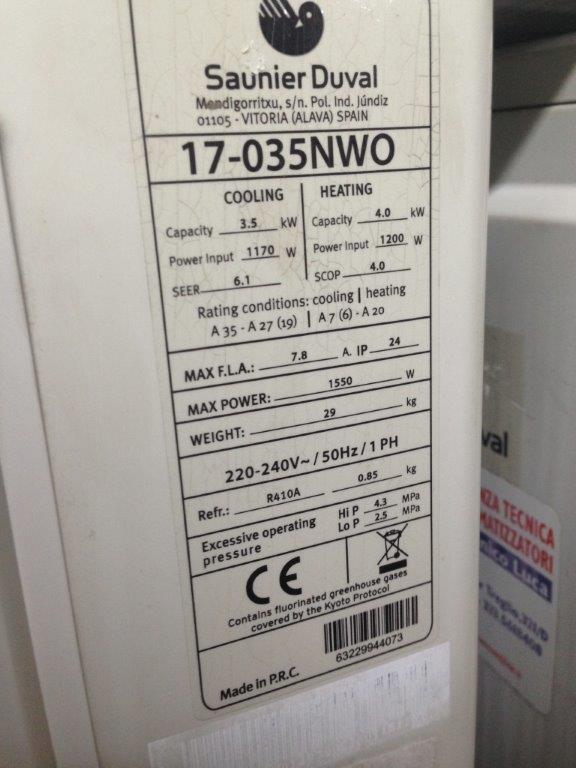 Saunier Duval
Mendigorritxu, s/n. Pol. Ind. Júndiz
01105 - VITORIA (ALAVA) SPAIN
17-035NWO
COOLING | HEATING
Capacity 3.5 kW Capacity 4.0 kW
Power Input 1170 W Power Input 1200 W
SEER 6.1 SCOP 4.0
Rating conditions: cooling | heating
A 35 - A 27 (19) | A 7 (6) - A 20
MAX F.L.A.: 7.8 A. IP 24
MAX POWER: 1550 W
WEIGHT: 29 kg
220-240V~ / 50Hz / 1 PH
Refr.: R410A 0.85 kg
Excessive operating pressure
Hi P 4.3 MPa
Lo P 2.5 MPa
CE
Contains fluorinated greenhouse gases
covered by the Kyoto Protocol
63229944073
Made in P.R.C.
val
TECNICA
Luca